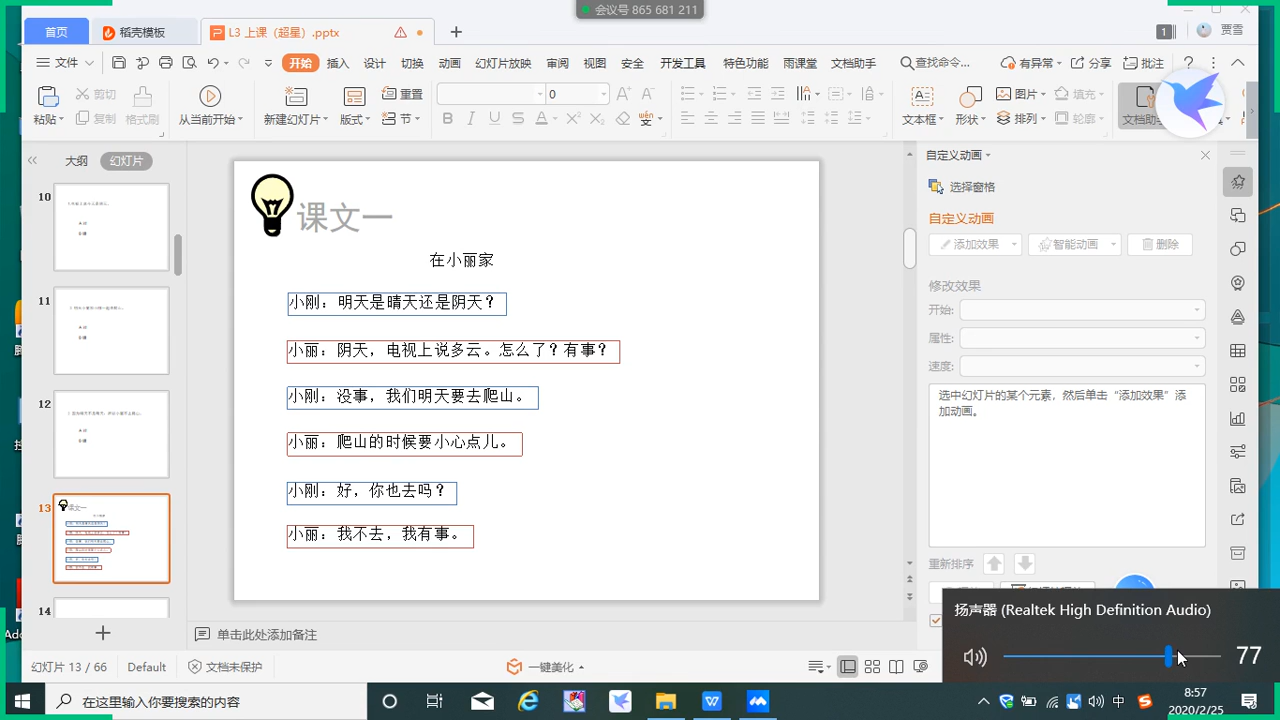 会议号 865 681 211
首页
稻壳模板
L3 上课（超星）.pptx
1
贾雪
文件
开始
插入
设计
切换
动画
幻灯片放映
审阅
视图
安全
开发工具
特色功能
雨课堂
文档助手
查找命令...
有异常
分享
批注
粘贴
剪切
复制
格式刷
从当前开始
新建幻灯片
版式
重置
节
0
文本框
形状
图片
排列
填充
轮廓
文档助手
大纲
幻灯片
10
11
12
13
14
课文一
在小丽家
小刚：明天是晴天还是阴天？
小丽：阴天，电视上说多云。怎么了？有事？
小刚：没事，我们明天要去爬山。
小丽：爬山的时候要小心点儿。
小刚：好，你也去吗？
小丽：我不去，我有事。
自定义动画
选择窗格
自定义动画
添加效果
智能动画
删除
修改效果
开始:
属性:
速度:
选中幻灯片的某个元素，然后单击“添加效果”添
加动画。
重新排序
单击此处添加备注
扬声器 (Realtek High Definition Audio)
77
幻灯片 13 / 66
Default
文档未保护
一键美化
在这里输入你要搜索的内容
中
8:57
2020/2/25